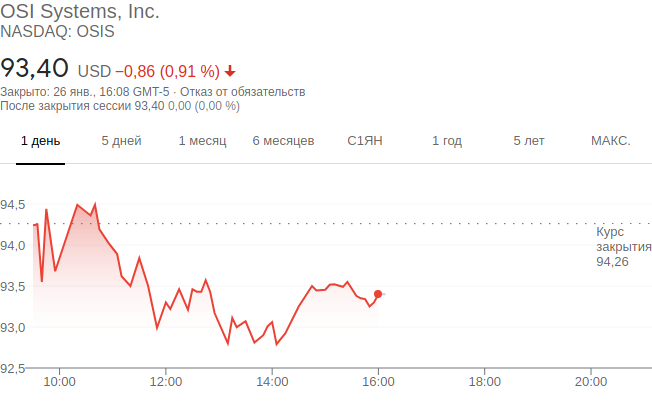 OSI Systems, Inc.
NASDAQ: OSIS
93,40 USD −0,86 (0,91 %)
Закрыто: 26 янв., 16:08 GMT-5 · Отказ от обязательств
После закрытия сессии 93,40 0,00 (0,00 %)
1 день 5 дней 1 месяц 6 месяцев С1ЯН 1 год 5 лет МАКС.
94,5
94,0
93,5
93,0
92,5
Курс
закрытия
94,26
10:00 12:00 14:00 16:00 18:00 20:00